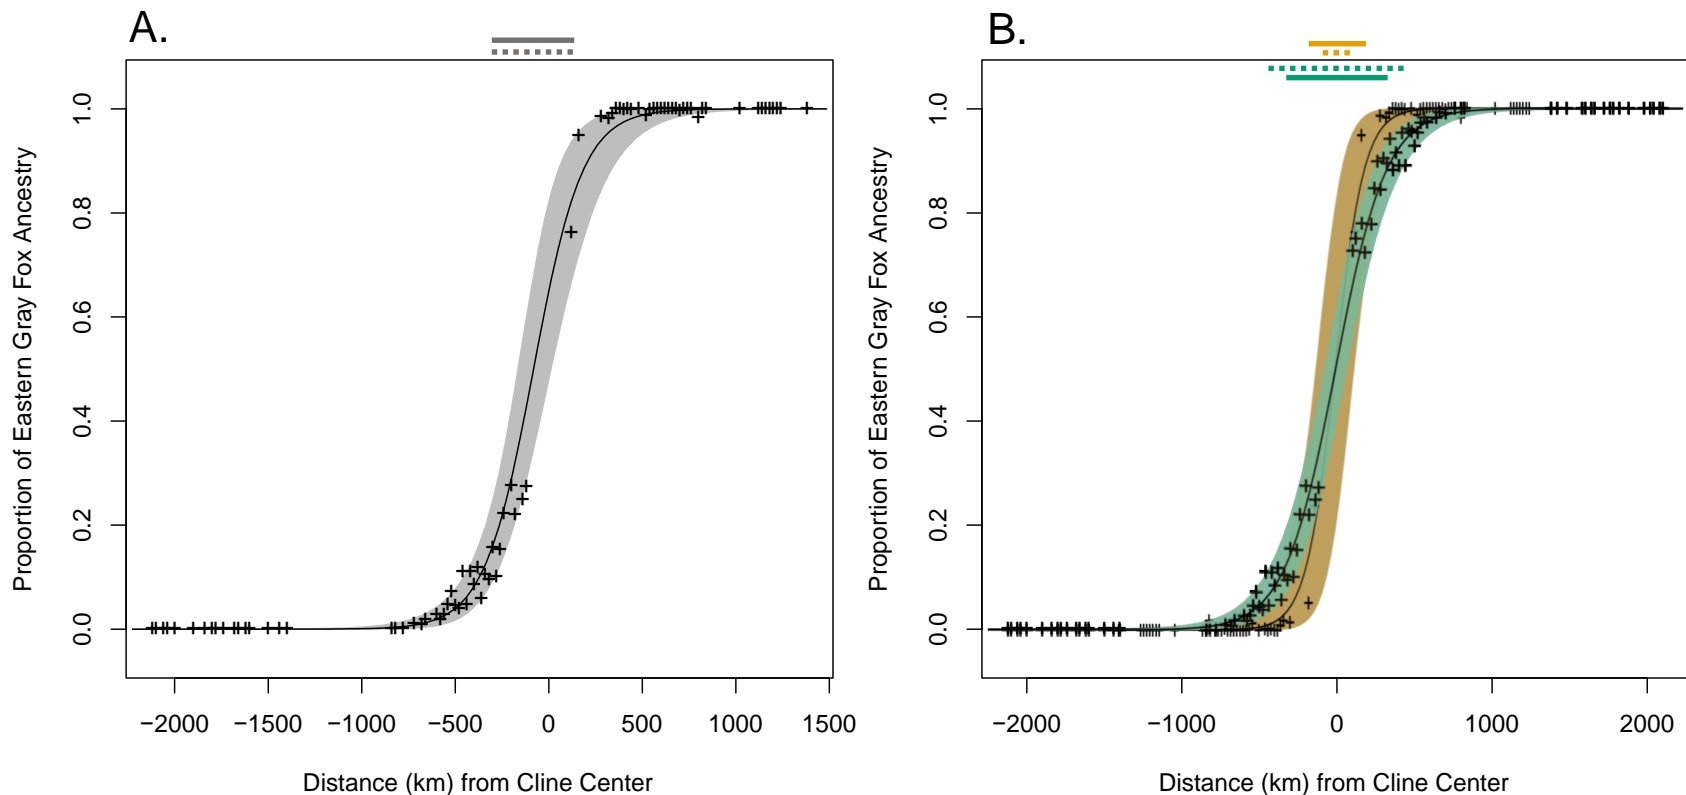 A.
B.
Proportion of Eastern Gray Fox Ancestry
1.0
0.8
0.6
0.4
0.2
0.0
−2000 −1500 −1000 −500 0 500 1000 1500
Distance (km) from Cline Center
Proportion of Eastern Gray Fox Ancestry
1.0
0.8
0.6
0.4
0.2
0.0
−2000 −1000 0 1000 2000
Distance (km) from Cline Center